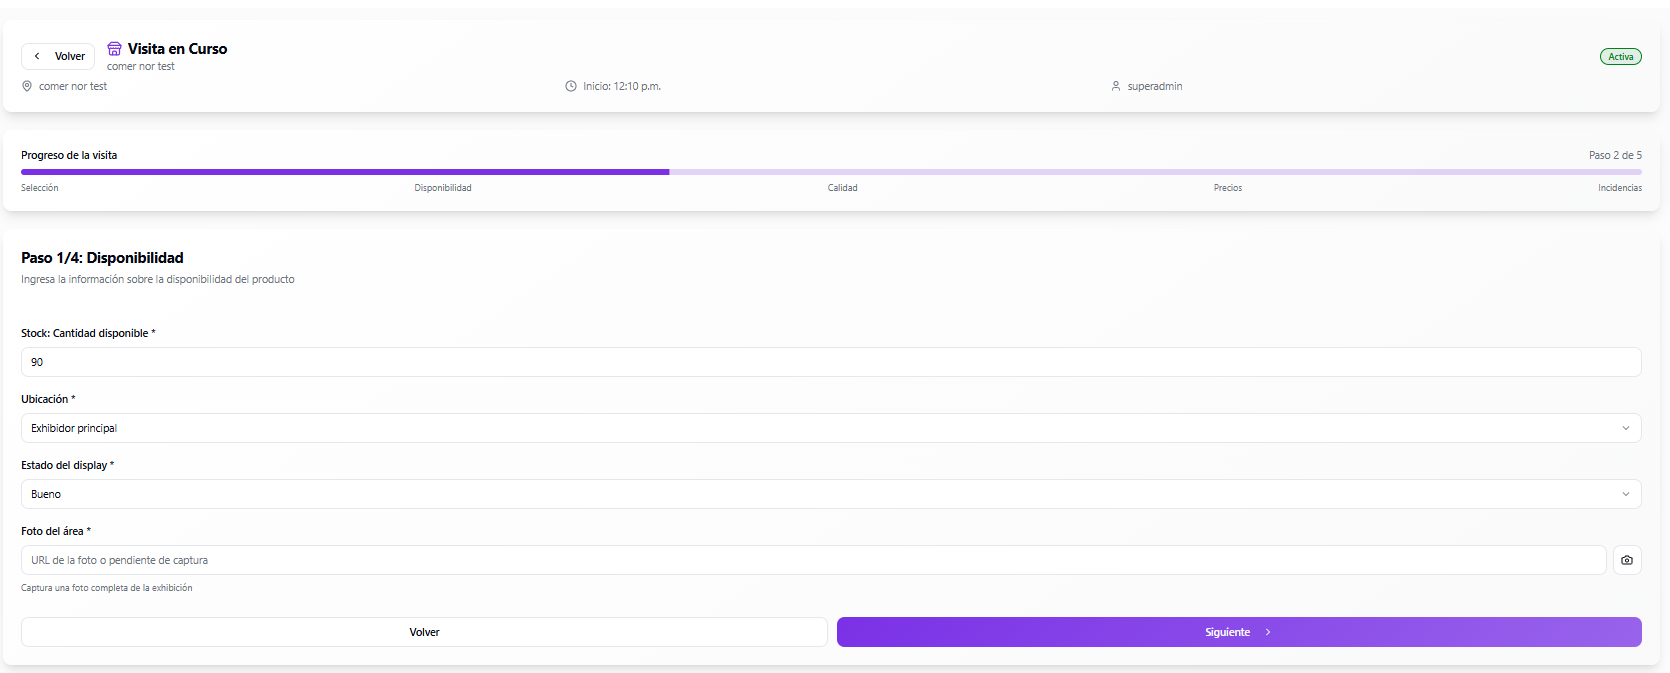 Volver
Visita en Curso
comer nor test
Activa
comer nor test
Inicio: 12:10 p.m.
superadmin
Progreso de la visita
Paso 2 de 5
Selección
Disponibilidad
Calidad
Precios
Incidencias
Paso 1/4: Disponibilidad
Ingresa la información sobre la disponibilidad del producto
Stock: Cantidad disponible *
90
Ubicación *
Exhibidor principal
Estado del display *
Bueno
Foto del área *
URL de la foto o pendiente de captura
Captura una foto completa de la exhibición
Volver
Siguiente